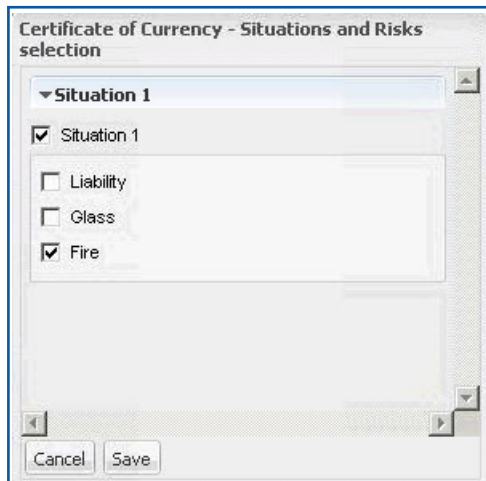 Certificate of Currency - Situations and Risks
selection
Situation 1
Situation 1
Liability
Glass
Fire
Cancel Save